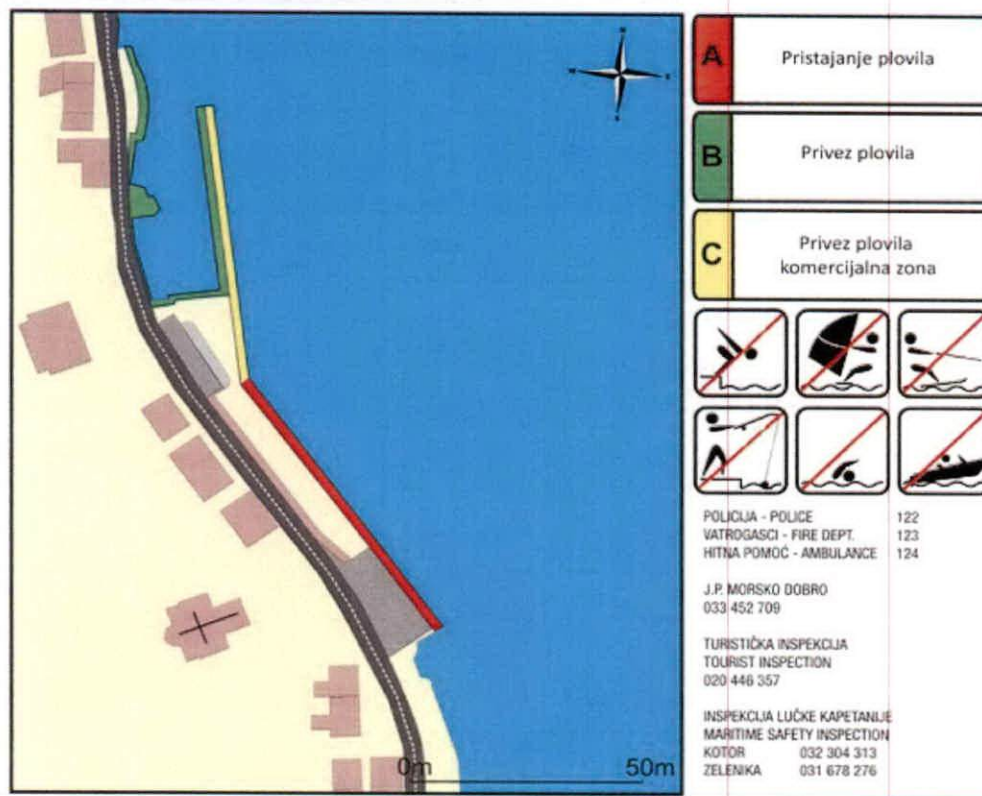 N
W
E
S
A
Pristajanje plovila
B
Privez plovila
C
Privez plovila
komercijalna zona
POLICIJA - POLICE 122
VATROGASCI - FIRE DEPT. 123
HITNA POMOĆ - AMBULANCE 124
J.P. MORSKO DOBRO
033 452 709
TURISTIČKA INSPEKCIJA
TOURIST INSPECTION
020 446 357
INSPEKCIJA LUČKE KAPETANIJE
MARITIME SAFETY INSPECTION
KOTOR 032 304 313
ZELENIKA 031 678 276
0m 50m